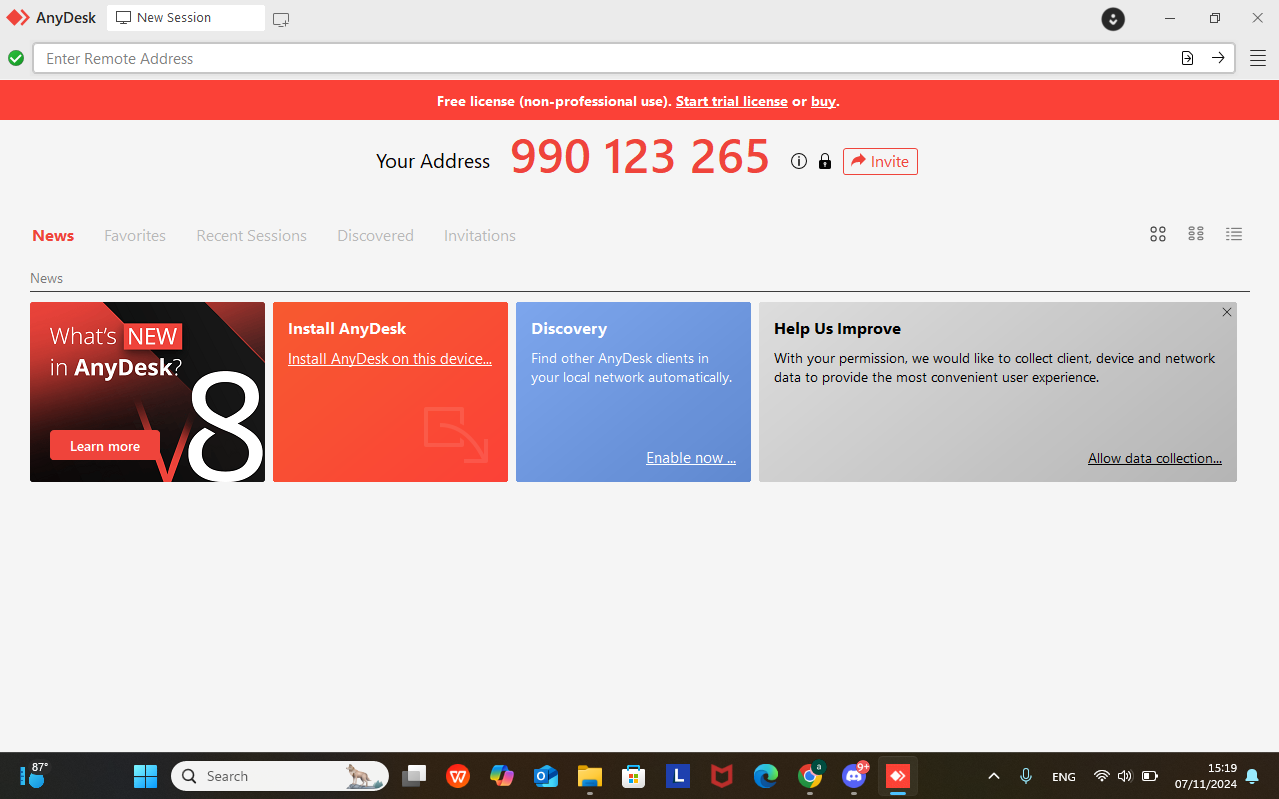 AnyDesk
New Session
Enter Remote Address
Free license (non-professional use). Start trial license or buy.
Your Address
990 123 265
Invite
News
Favorites
Recent Sessions
Discovered
Invitations
News
What's NEW
in AnyDesk?
Learn more
8
Install AnyDesk
Install AnyDesk on this device...
Discovery
Find other AnyDesk clients in
your local network automatically.
Enable now ...
Help Us Improve
With your permission, we would like to collect client, device and network
data to provide the most convenient user experience.
Allow data collection...
87°
Search
W
L
a
9+
ENG
15:19
07/11/2024